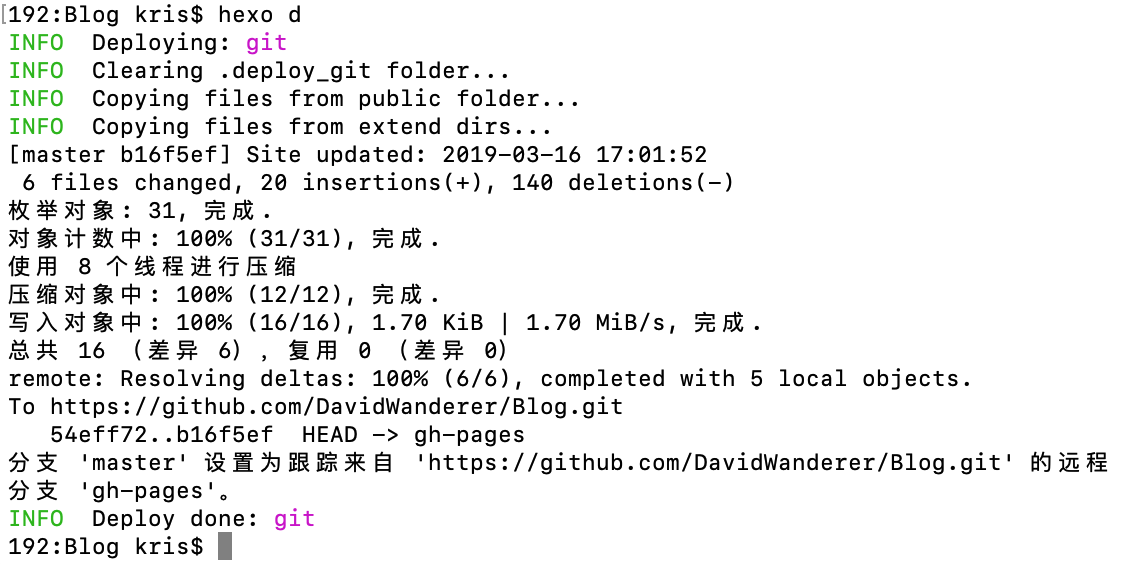 [192:Blog kris$ hexo d
INFO  Deploying: git
INFO  Clearing .deploy_git folder...
INFO  Copying files from public folder...
INFO  Copying files from extend dirs...
[master b16f5ef] Site updated: 2019-03-16 17:01:52
 6 files changed, 20 insertions(+), 140 deletions(-)
枚举对象: 31, 完成.
对象计数中: 100% (31/31), 完成.
使用 8 个线程进行压缩
压缩对象中: 100% (12/12), 完成.
写入对象中: 100% (16/16), 1.70 KiB | 1.70 MiB/s, 完成.
总共 16 （差异 6），复用 0 （差异 0）
remote: Resolving deltas: 100% (6/6), completed with 5 local objects.
To https://github.com/DavidWanderer/Blog.git
   54eff72..b16f5ef  HEAD -> gh-pages
分支 'master' 设置为跟踪来自 'https://github.com/DavidWanderer/Blog.git' 的远程
分支 'gh-pages'。
INFO  Deploy done: git
192:Blog kris$